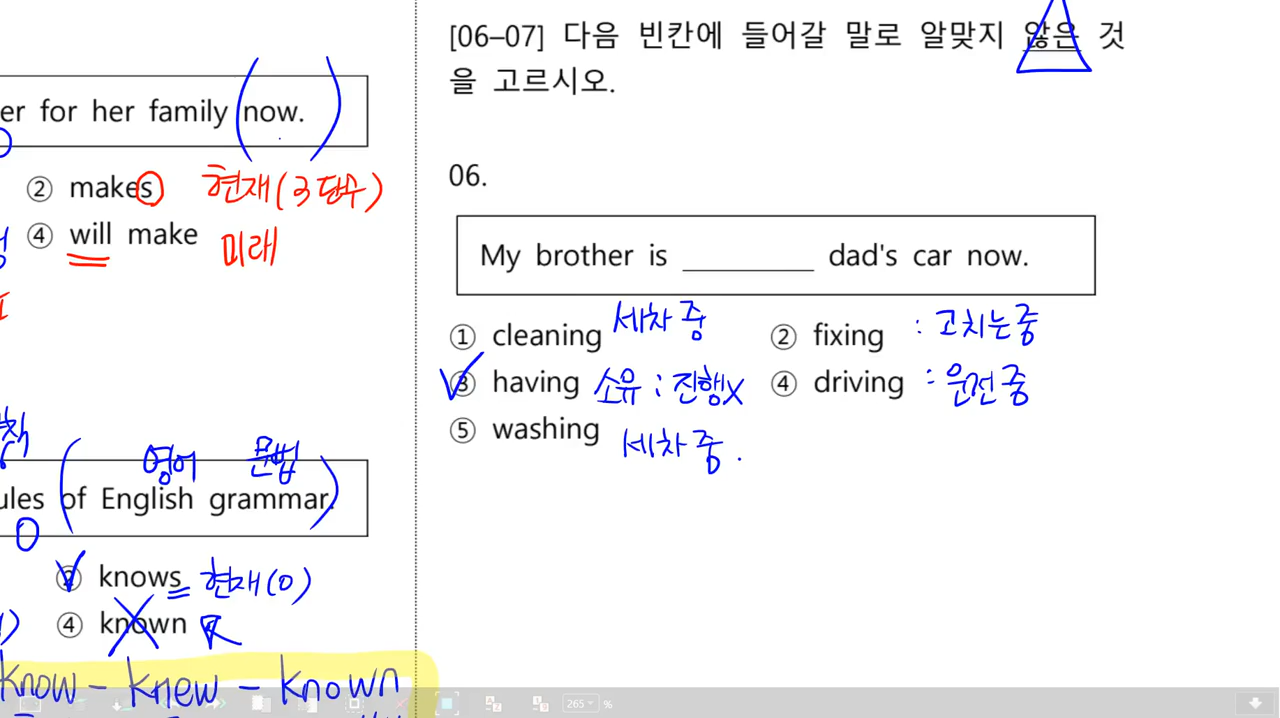 er for her family (now.)
② makes 현재(3단수)
④ will make 미래
영어 문법
ules of English grammar.
knows 현재(O)
④ known
know - knew - known
[06–07] 다음 빈칸에 들어갈 말로 알맞지 않은 것
을 고르시오.
06.
My brother is ________ dad's car now.
① cleaning 세차 중 ② fixing : 고치는 중
③ having 소유 : 진행X ④ driving : 운전 중
⑤ washing 세차 중.
265 %